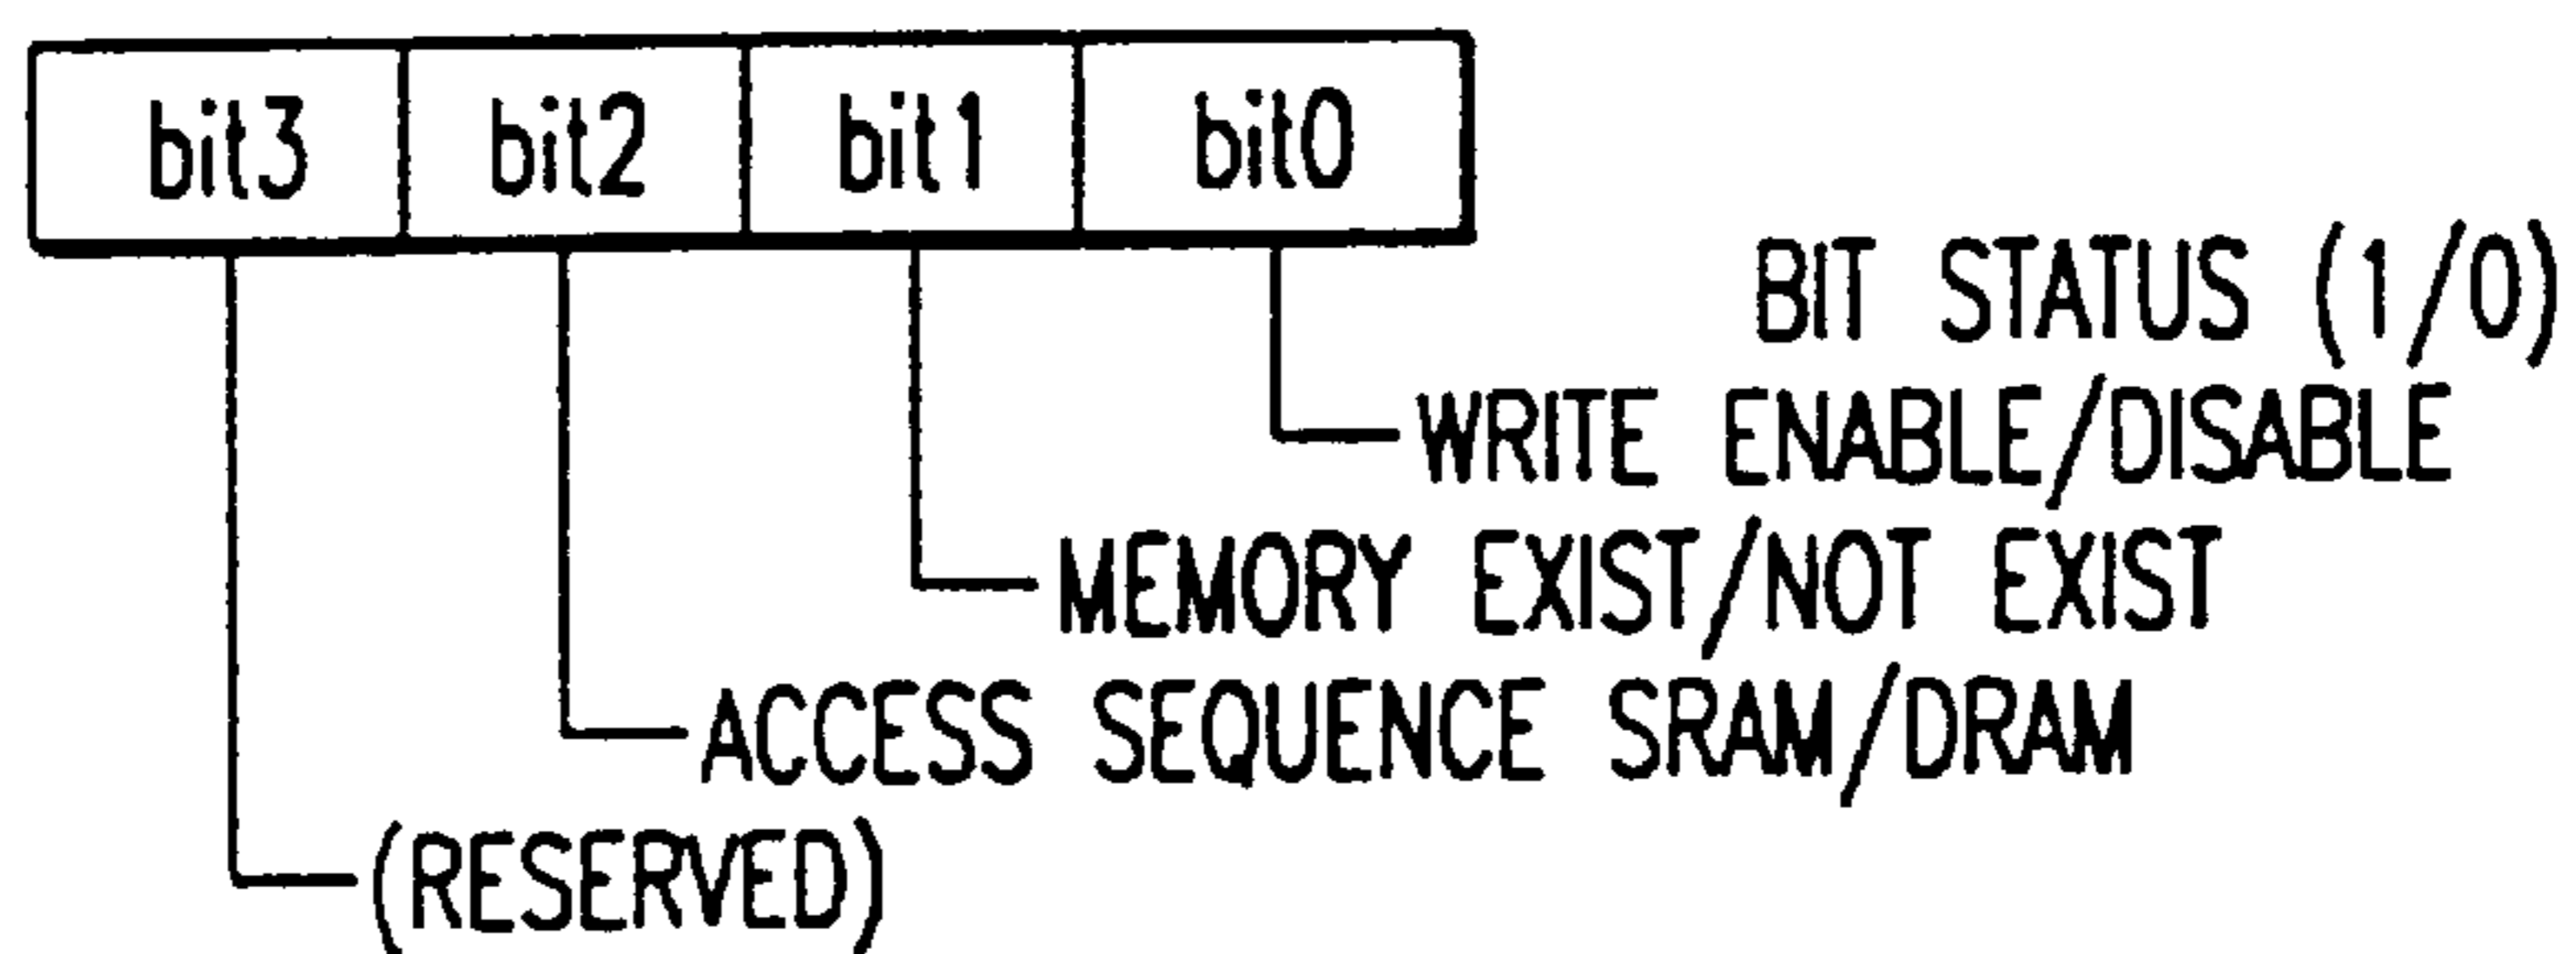 bit3 bit2 bit1 bit0
BIT STATUS (1/0)
WRITE ENABLE/DISABLE
MEMORY EXIST/NOT EXIST
ACCESS SEQUENCE SRAM/DRAM
(RESERVED)